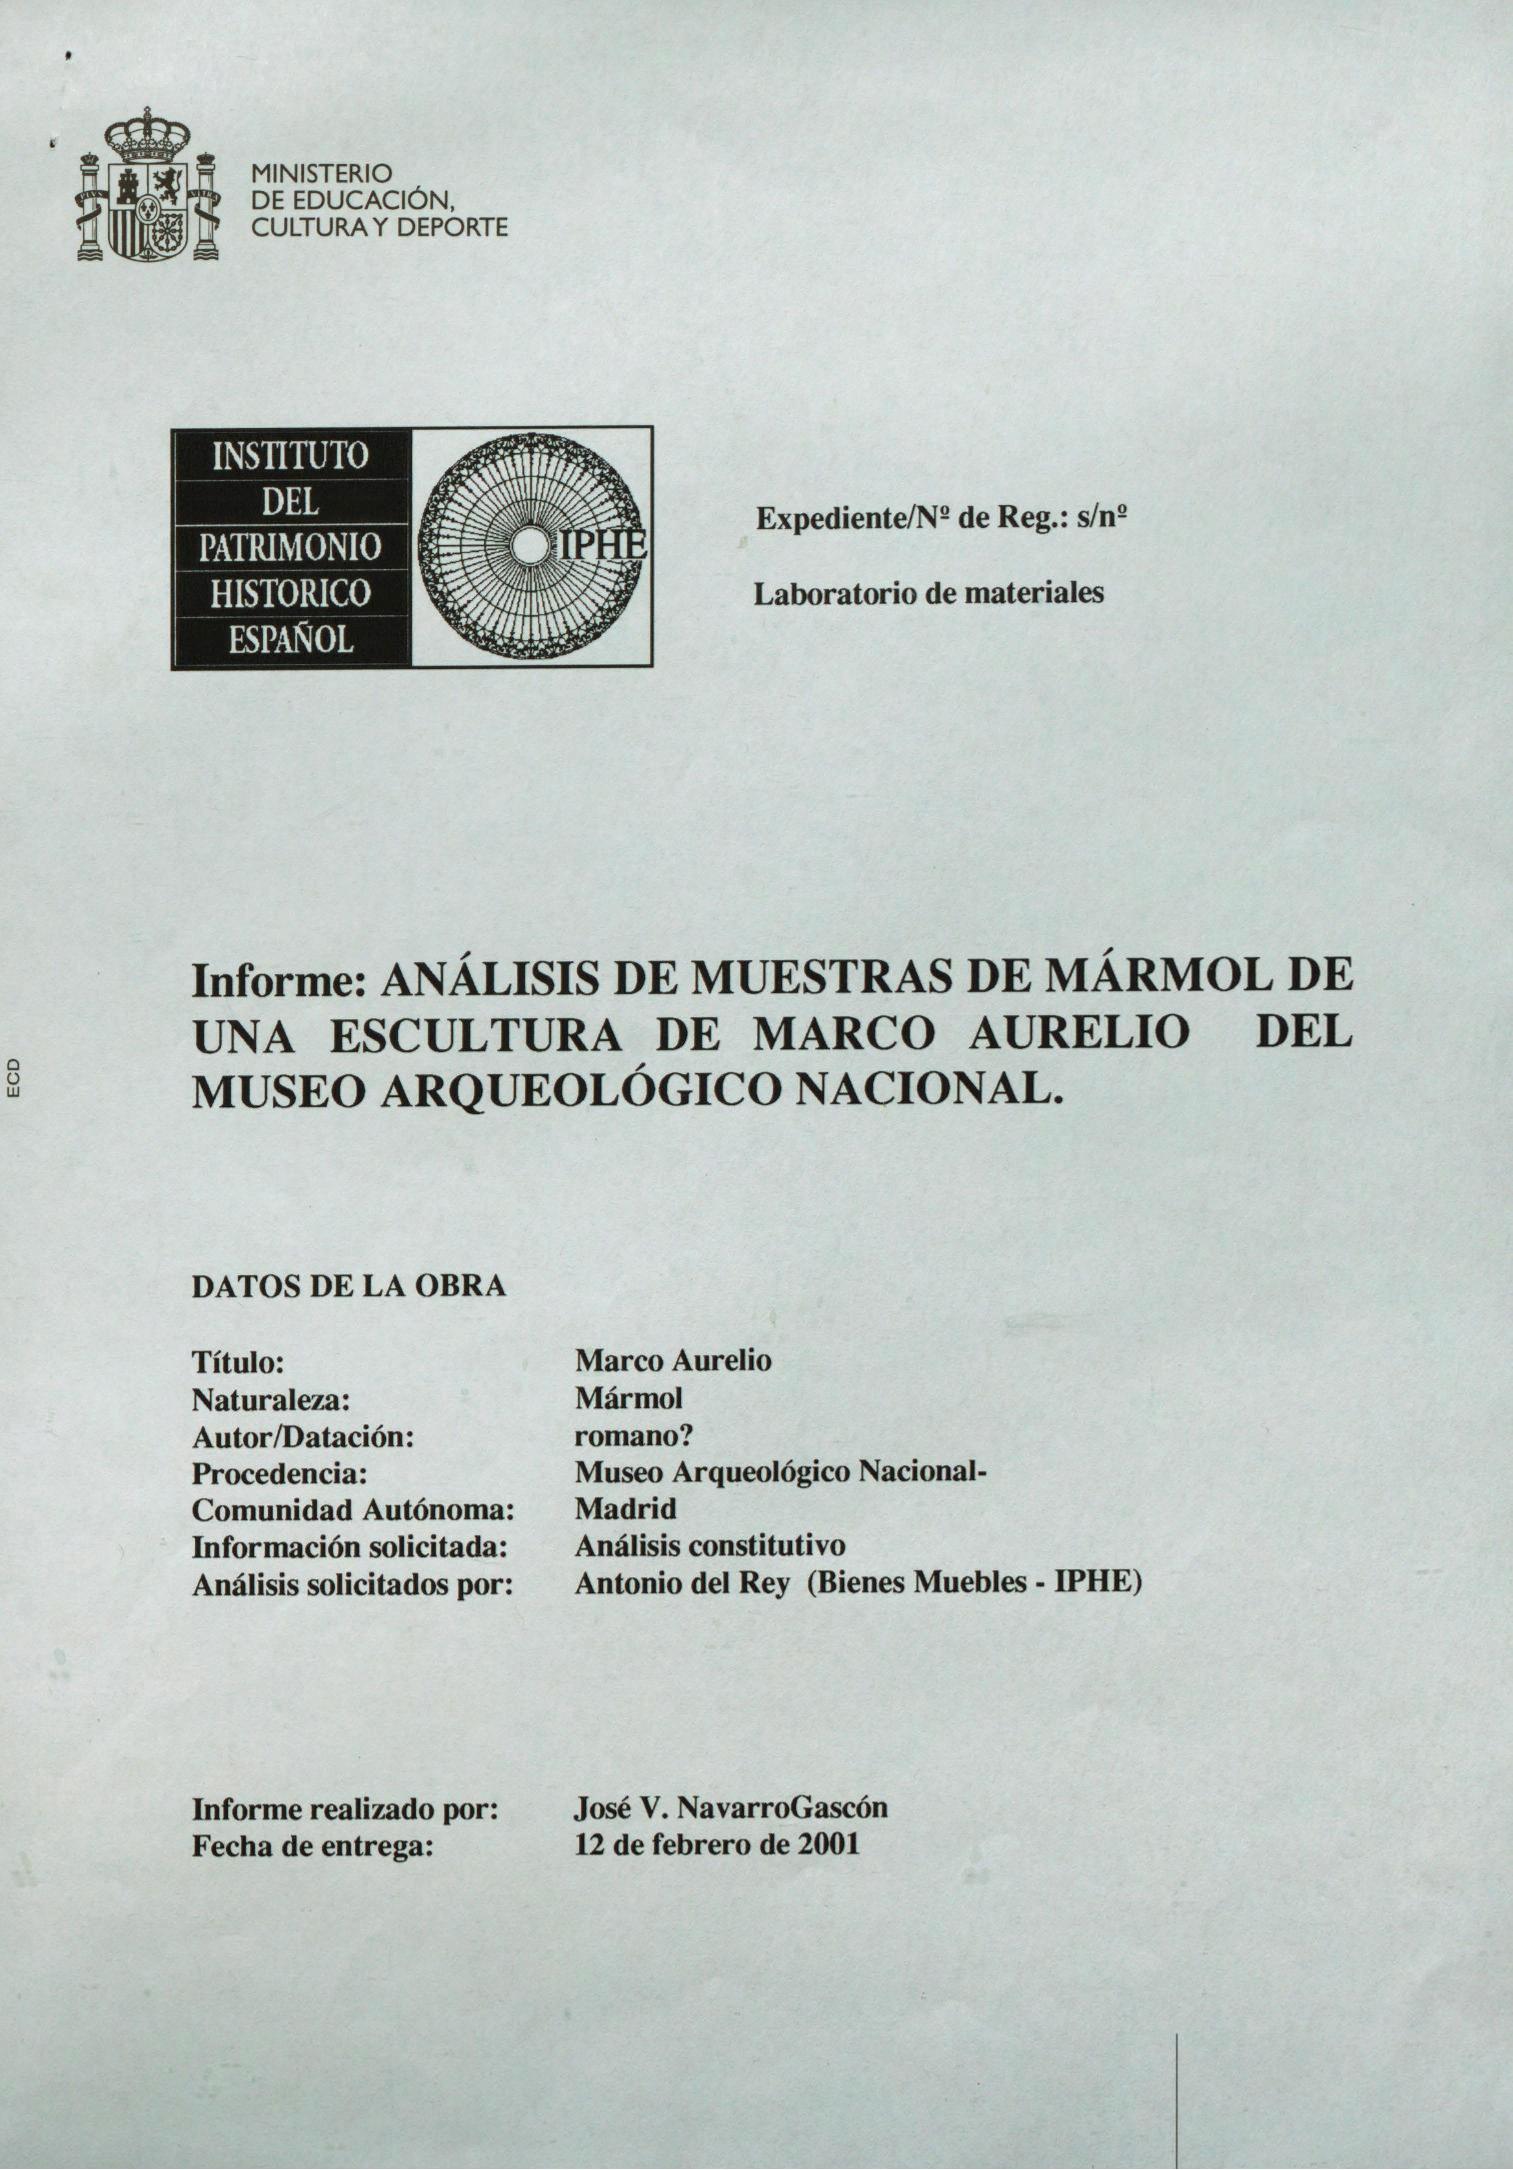 MINISTERIO
DE EDUCACIÓN,
CULTURA Y DEPORTE
INSTITUTO
DEL
PATRIMONIO
HISTORICO
ESPAÑOL
IPHE
Expediente/Nº de Reg.: s/nº
Laboratorio de materiales
Informe: ANÁLISIS DE MUESTRAS DE MÁRMOL DE
UNA ESCULTURA DE MARCO AURELIO DEL
MUSEO ARQUEOLÓGICO NACIONAL.
ECD
DATOS DE LA OBRA
Título: Marco Aurelio
Naturaleza: Mármol
Autor/Datación: romano?
Procedencia: Museo Arqueológico Nacional-
Comunidad Autónoma: Madrid
Información solicitada: Análisis constitutivo
Análisis solicitados por: Antonio del Rey (Bienes Muebles - IPHE)
Informe realizado por: José V. NavarroGascón
Fecha de entrega: 12 de febrero de 2001